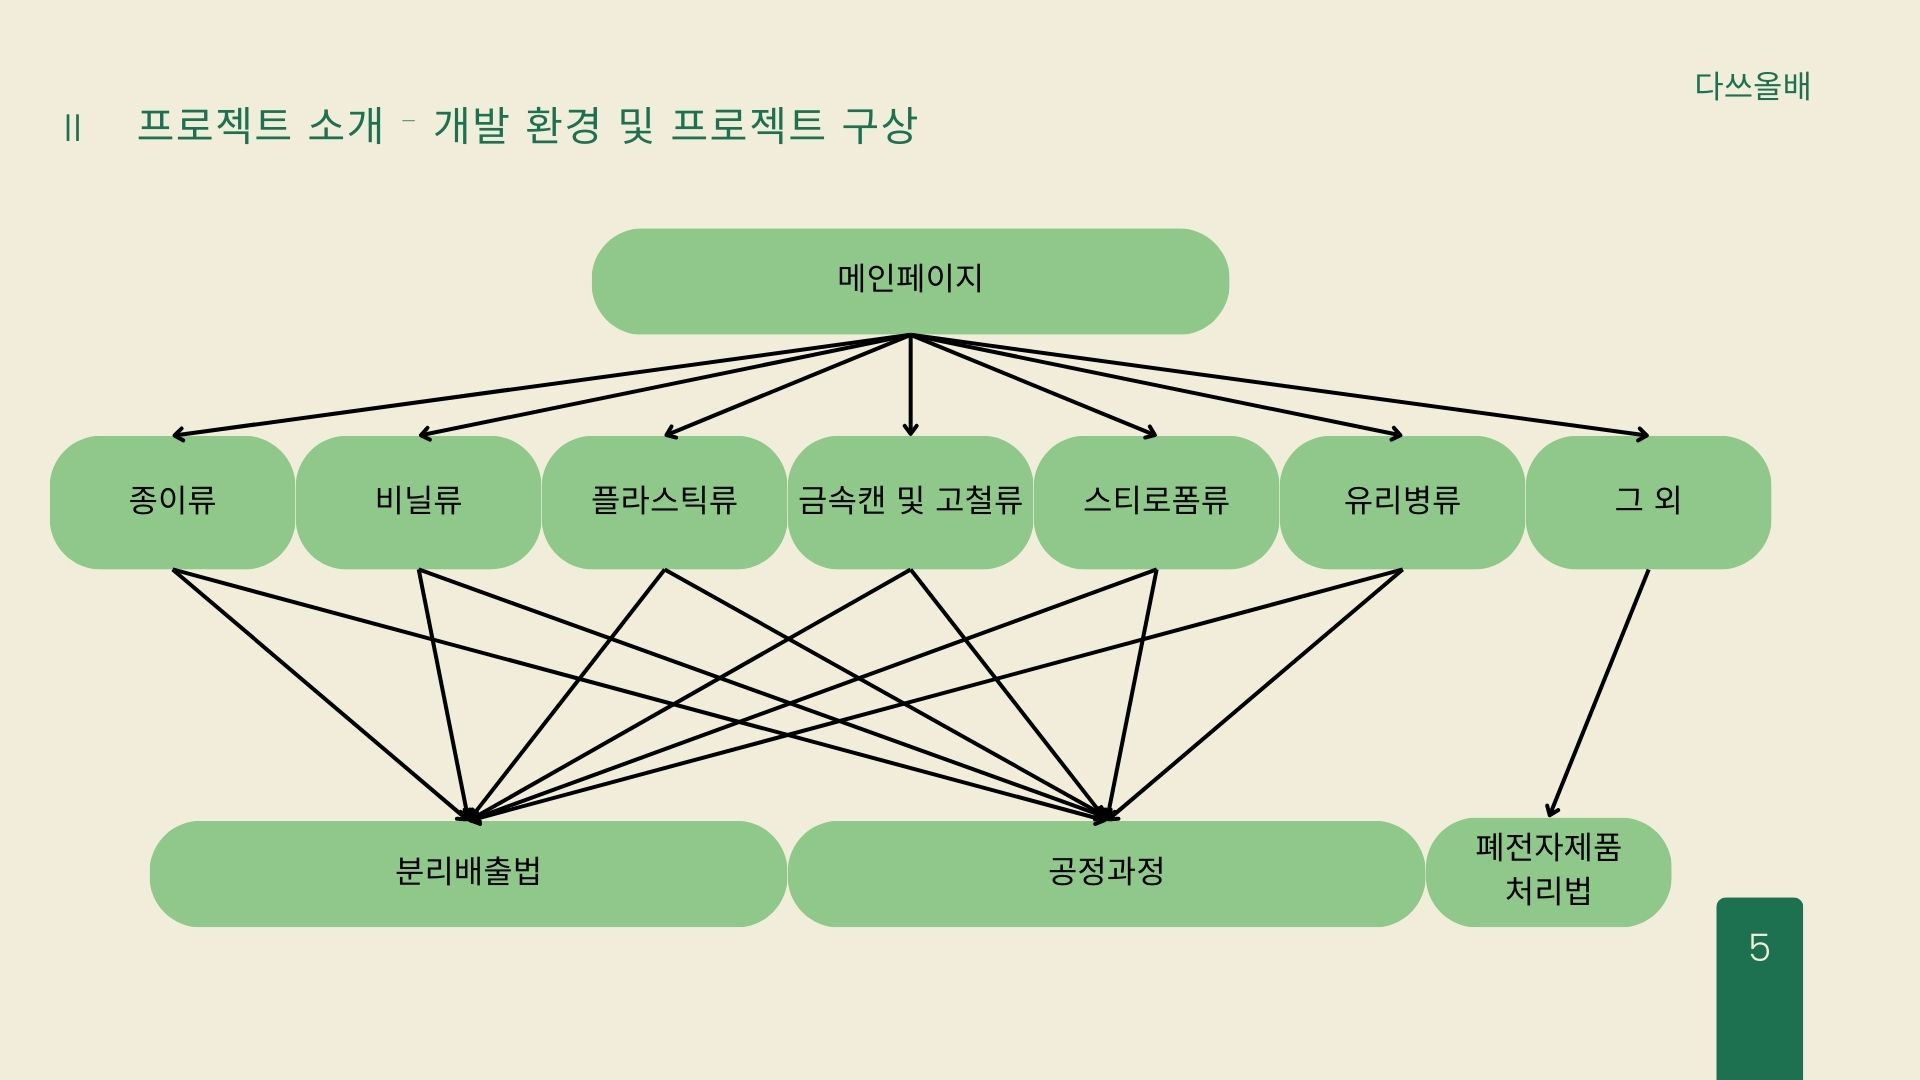 다쓰올배
II 프로젝트 소개 - 개발 환경 및 프로젝트 구상
메인페이지
종이류
비닐류
플라스틱류
금속캔 및 고철류
스티로폼류
유리병류
그 외
분리배출법
공정과정
폐전자제품
처리법
5